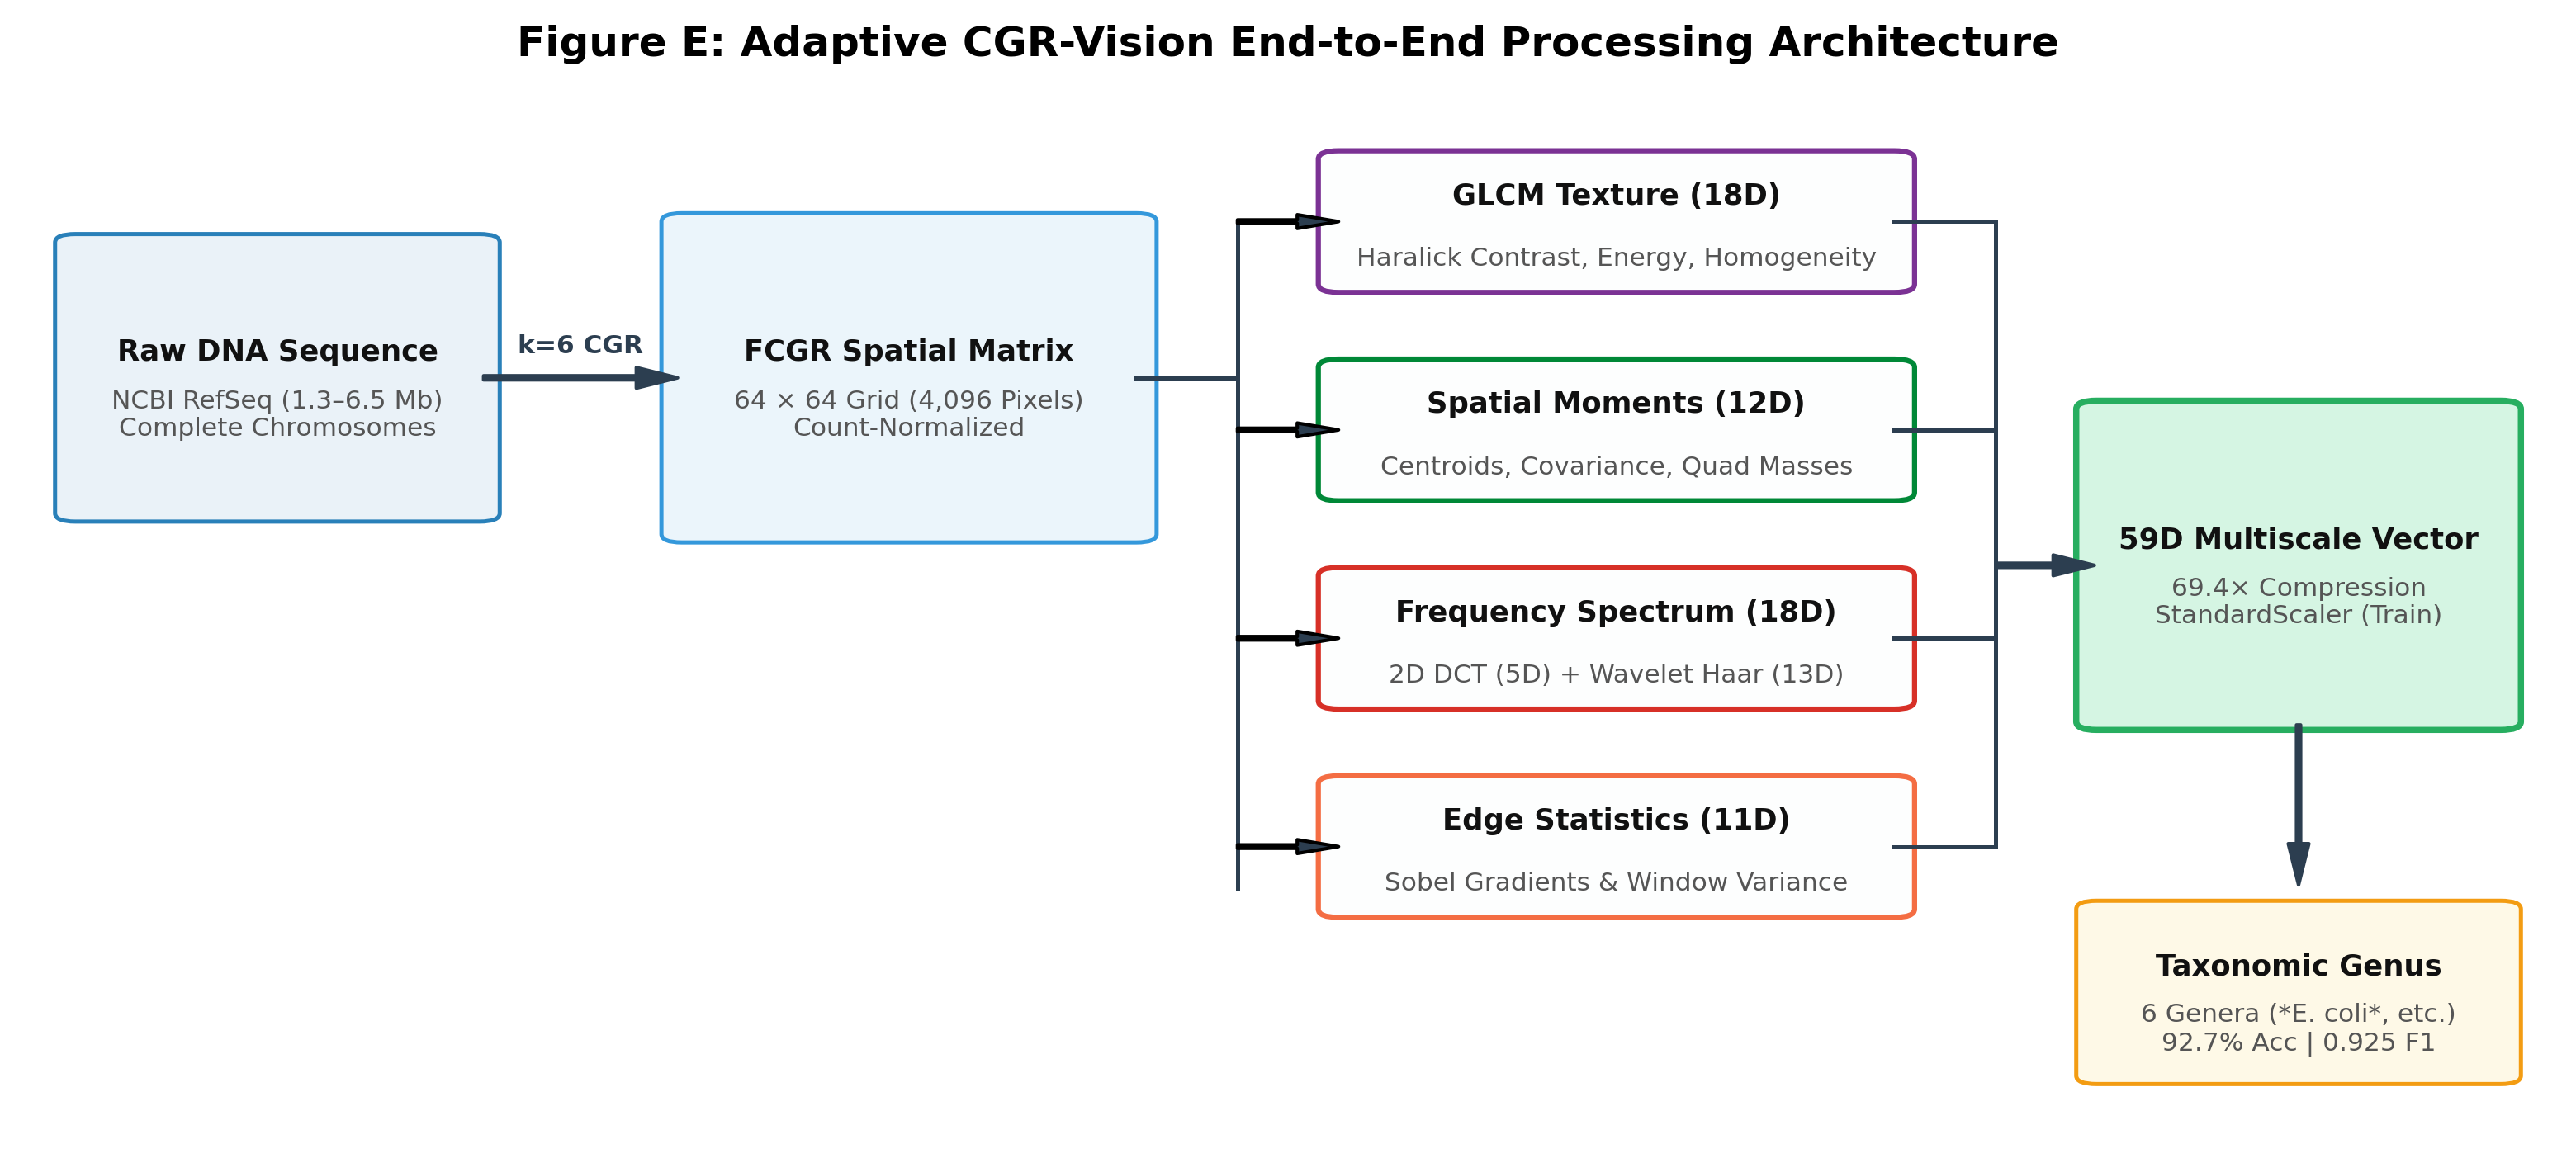 Figure E: Adaptive CGR-Vision End-to-End Processing Architecture
Raw DNA Sequence
NCBI RefSeq (1.3–6.5 Mb)
Complete Chromosomes
k=6 CGR
FCGR Spatial Matrix
64 × 64 Grid (4,096 Pixels)
Count-Normalized
GLCM Texture (18D)
Haralick Contrast, Energy, Homogeneity
Spatial Moments (12D)
Centroids, Covariance, Quad Masses
Frequency Spectrum (18D)
2D DCT (5D) + Wavelet Haar (13D)
Edge Statistics (11D)
Sobel Gradients & Window Variance
59D Multiscale Vector
69.4× Compression
StandardScaler (Train)
Taxonomic Genus
6 Genera (*E. coli*, etc.)
92.7% Acc | 0.925 F1